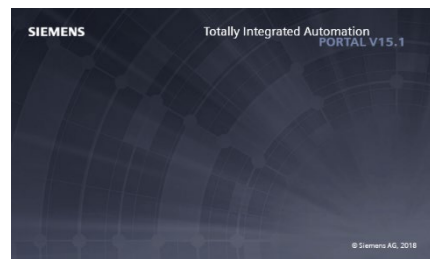 SIEMENS
Totally Integrated Automation
PORTAL V15.1
© Siemens AG, 2018